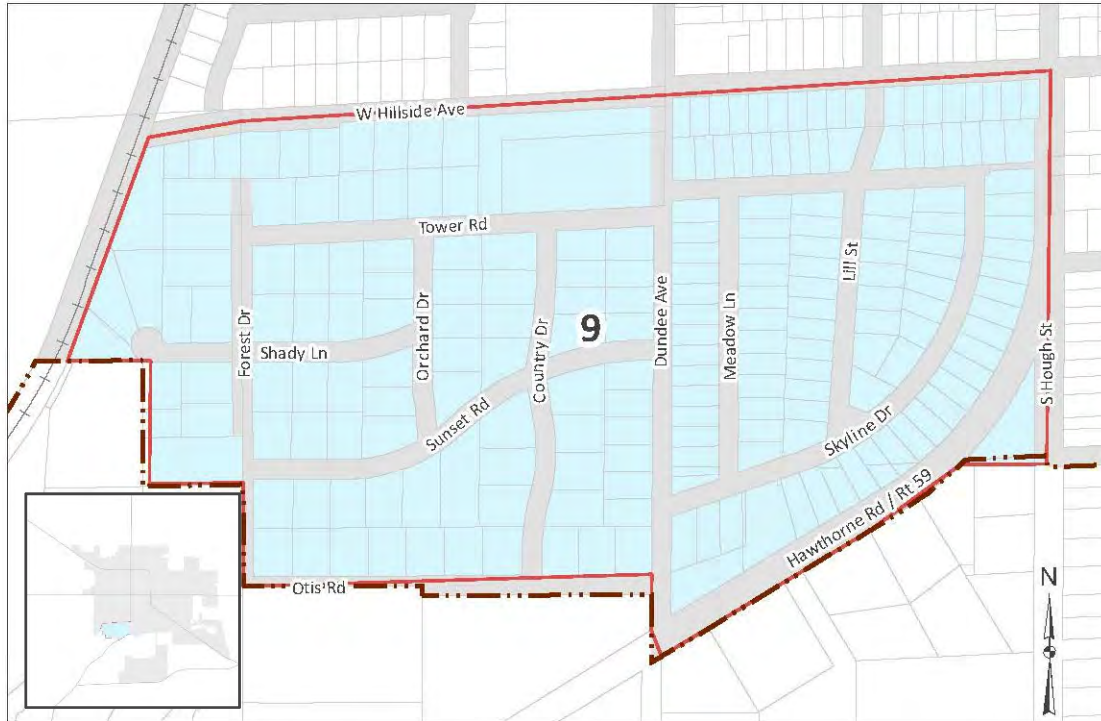 W Hillside Ave
Tower Rd
Forest Dr
Shady Ln
Orchard Dr
Country Dr
9
Dundee Ave
Meadow Ln
Lill St
Sunset Rd
Skyline Dr
S Hough St
Hawthorne Rd / Rt 59
Otis Rd
N